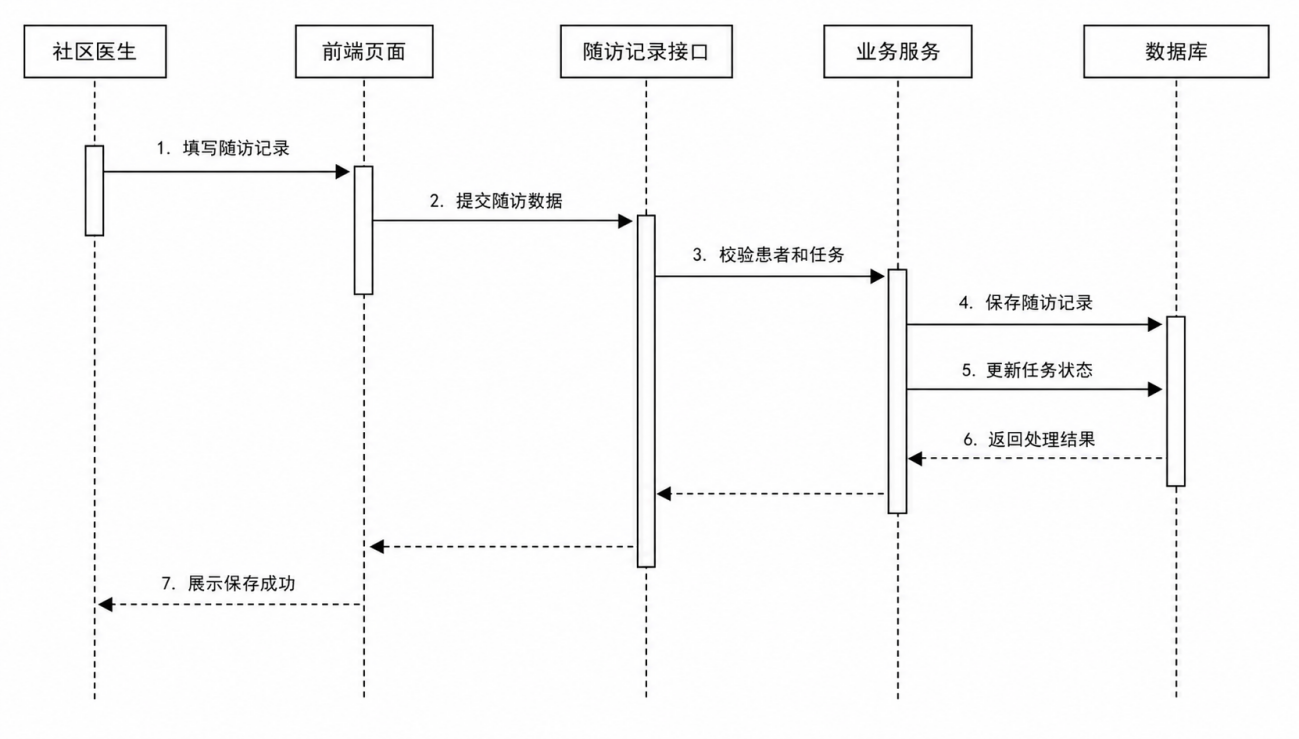 社区医生
前端页面
随访记录接口
业务服务
数据库
1. 填写随访记录
2. 提交随访数据
3. 校验患者和任务
4. 保存随访记录
5. 更新任务状态
6. 返回处理结果
7. 展示保存成功